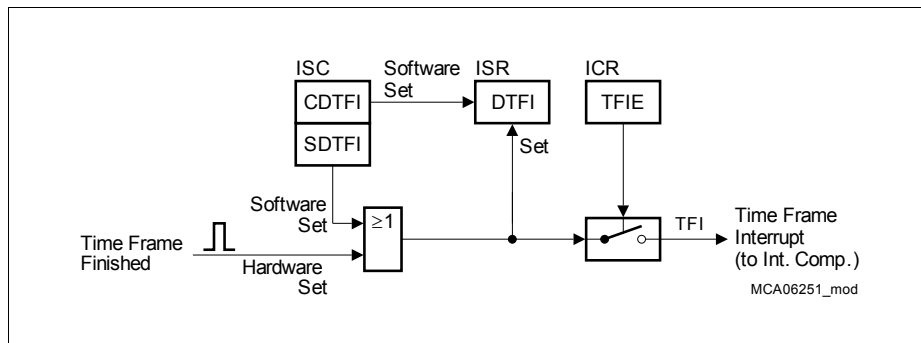 ISC
Software
Set
ISR
ICR
CDTFI
DTFI
TFIE
SDTFI
Set
Software
Set
≥1
Time Frame
Finished
Hardware
Set
TFI
Time Frame
Interrupt
(to Int. Comp.)
MCA06251_mod